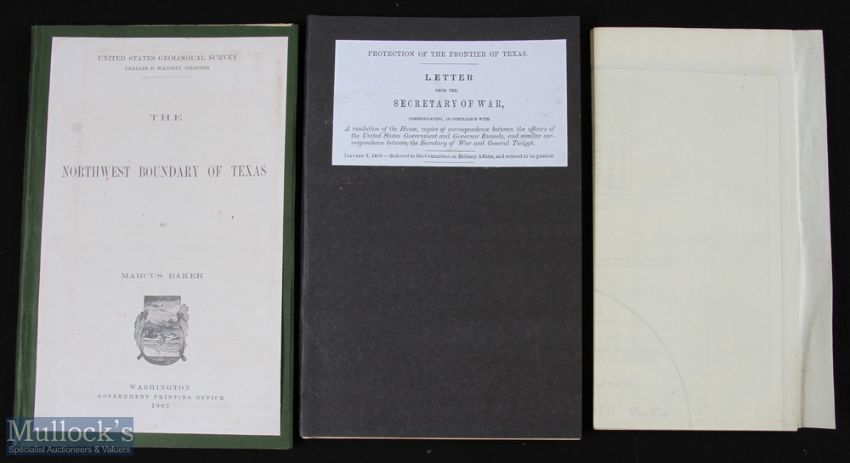 UNITED STATES GEOLOGICAL SURVEY
CHARLES D. WALCOTT, DIRECTOR
THE
NORTHWEST BOUNDARY OF TEXAS
BY
MARCUS BAKER
WASHINGTON
GOVERNMENT PRINTING OFFICE
1902
PROTECTION OF THE FRONTIER OF TEXAS.
LETTER
FROM THE
SECRETARY OF WAR,
COMMUNICATING, IN COMPLIANCE WITH
A resolution of the House, copies of correspondence between the officers of
the United States Government and Governor Runnels, and similar cor-
respondence between the Secretary of War and General Twiggs.
—Referred to the Committee on Military Affairs, and ordered to be printed.
Mullock's
Specialist Auctioneers & Valuers